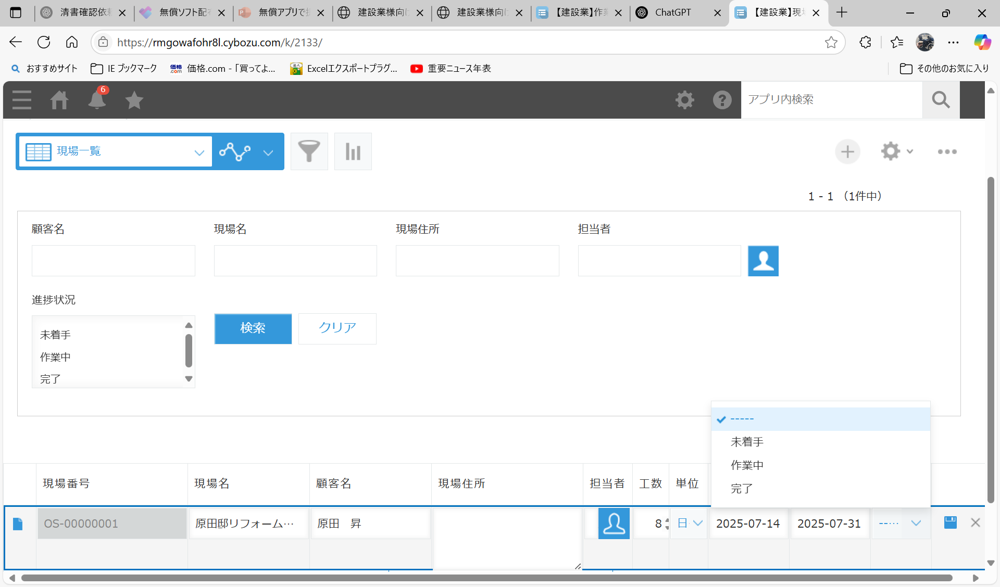 清書確認依頼
無償ソフト配布
無償アプリで損
建設業様向け
建設業様向け
【建設業】作業
ChatGPT
【建設業】現場
https://rmgowafohr8l.cybozu.com/k/2133/
おすすめサイト
IE ブックマーク
価格.com - 「買ってよ...
Excelエクスポートプラグ...
重要ニュース年表
その他のお気に入り
6
アプリ内検索
現場一覧
1 - 1 （1件中）
顧客名
現場名
現場住所
担当者
進捗状況
未着手
作業中
完了
検索
クリア
-----
未着手
作業中
完了
現場番号
現場名
顧客名
現場住所
担当者
工数
単位
OS-00000001
原田邸リフォーム…
原田　昇
8
日
2025-07-14
2025-07-31
--…